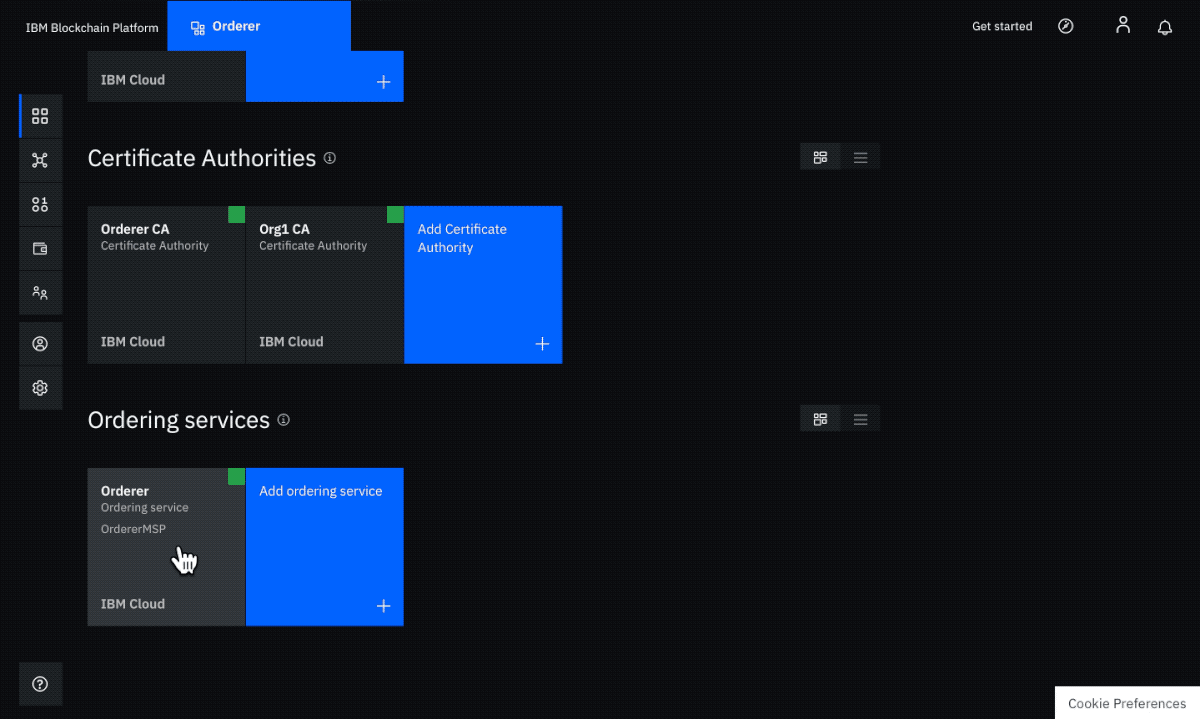 IBM Blockchain Platform
Orderer
Get started
IBM Cloud
Certificate Authorities
Orderer CA
Certificate Authority
IBM Cloud
Org1 CA
Certificate Authority
IBM Cloud
Add Certificate
Authority
Ordering services
Orderer
Ordering service
OrdererMSP
IBM Cloud
Add ordering service
Cookie Preferences